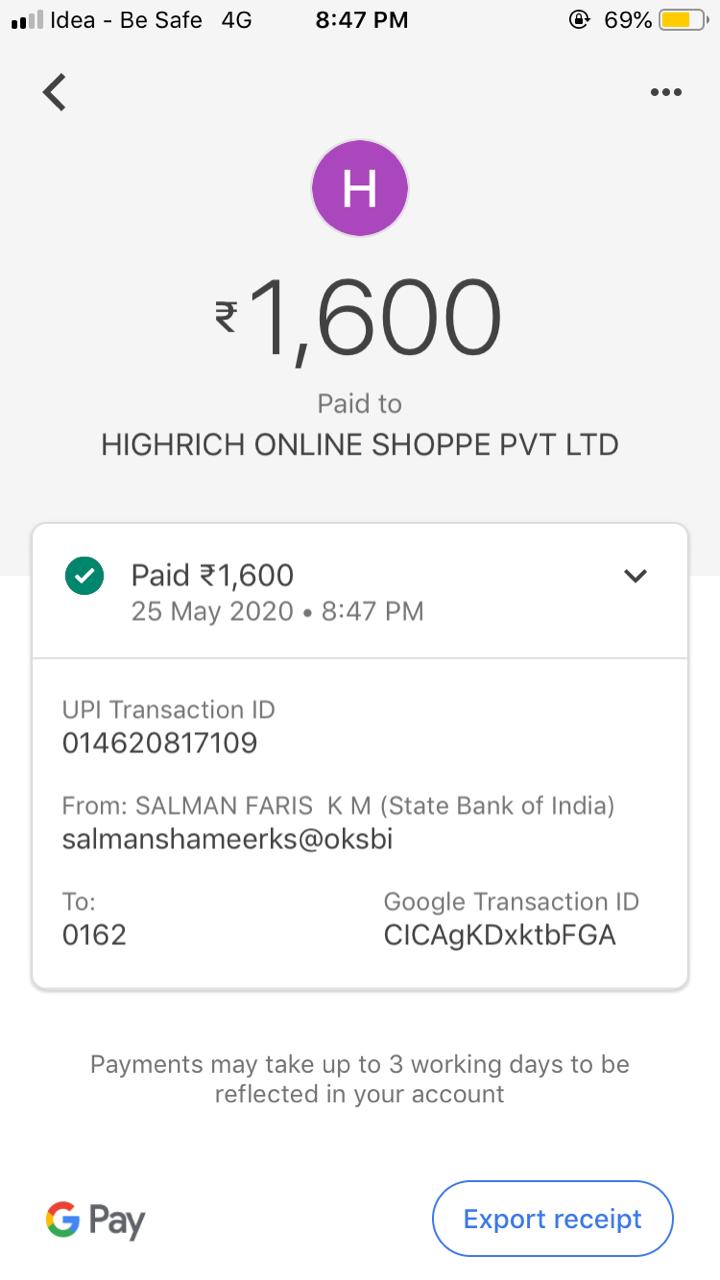 Idea - Be Safe 4G 8:47 PM 69%
H
₹1,600
Paid to
HIGHRICH ONLINE SHOPPE PVT LTD
Paid ₹1,600
25 May 2020 • 8:47 PM
UPI Transaction ID
014620817109
From: SALMAN FARIS K M (State Bank of India)
salmanshameerks@oksbi
To:
0162
Google Transaction ID
CICAgKDxktbFGA
Payments may take up to 3 working days to be
reflected in your account
G Pay
Export receipt